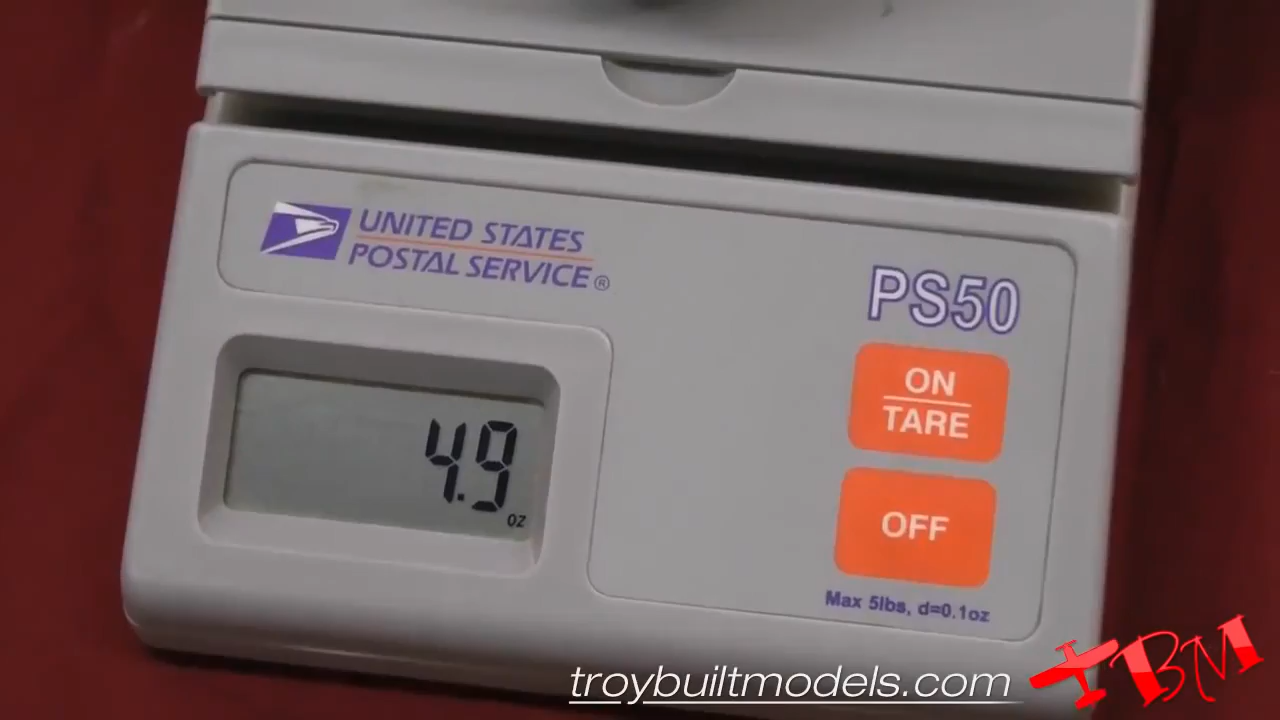 UNITED STATES
POSTAL SERVICE®
PS50
ON
TARE
4.9
OZ
OFF
Max 5lbs, d=0.1oz
troybuiltmodels.com
TBM